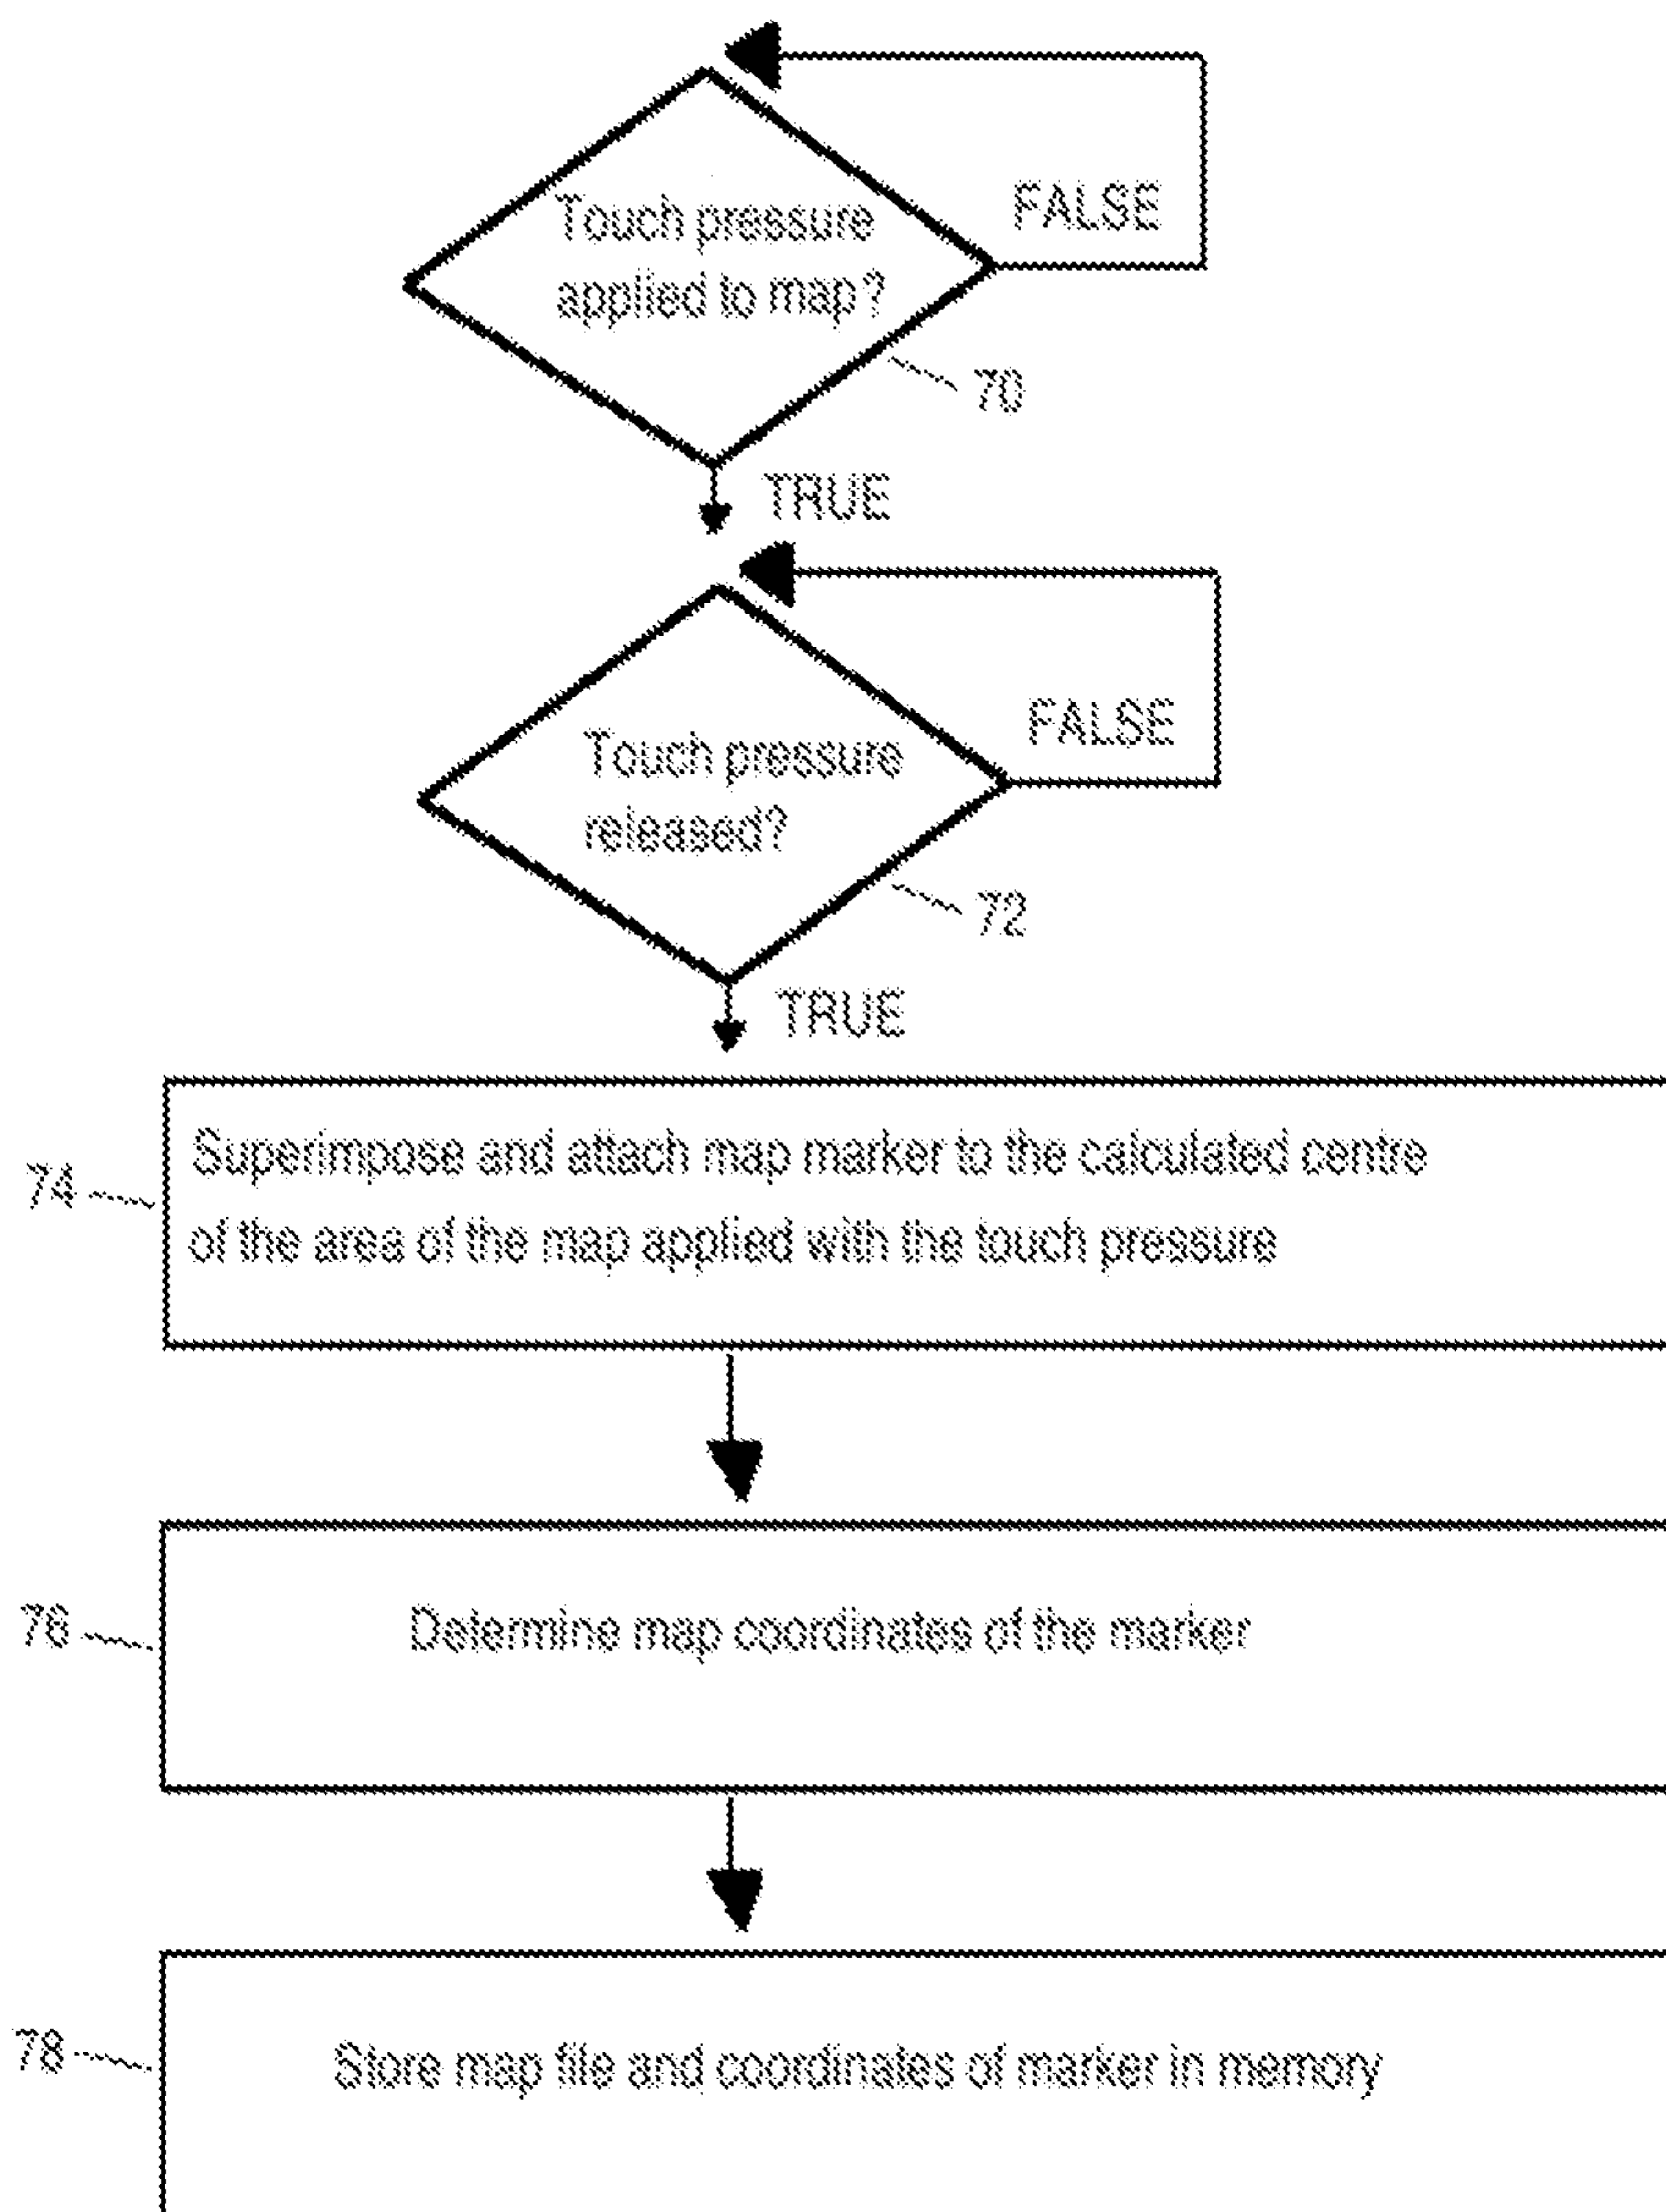 FALSE
Touch pressure
applied to map?
70
TRUE
FALSE
Touch pressure
released?
72
TRUE
74
Superimpose and attach map marker to the calculated centre
of the area of the map applied with the touch pressure
76
Determine map coordinates of the marker
78
Store map file and coordinates of marker in memory